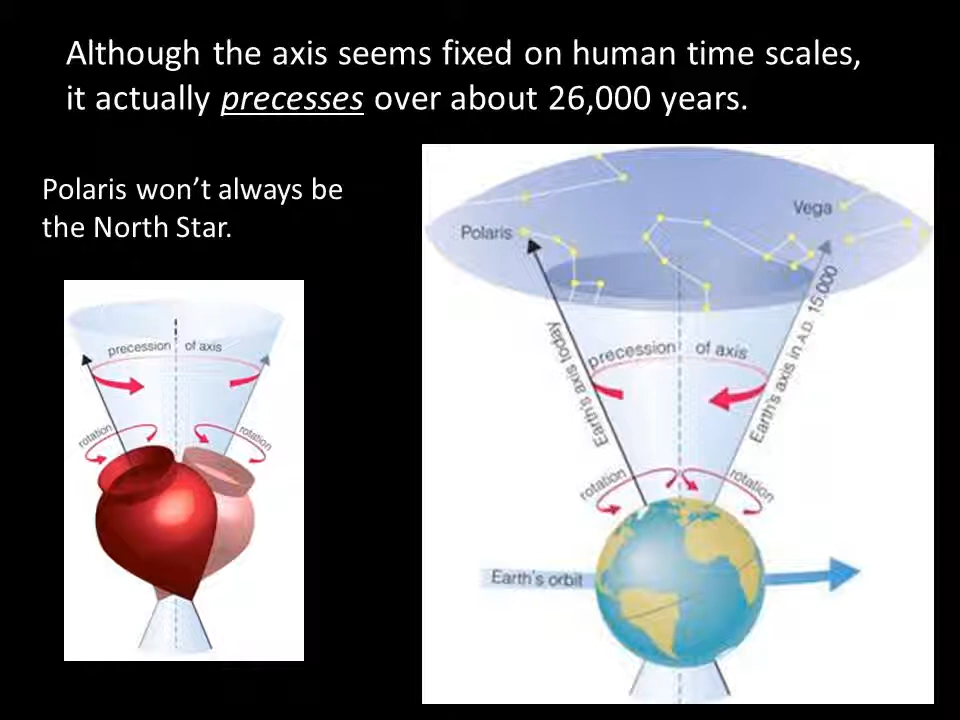 Although the axis seems fixed on human time scales,
it actually precesses over about 26,000 years.
Polaris won’t always be
the North Star.
precession of axis
rotation
rotation
Polaris
Vega
Earth's axis today
precession of axis
Earth's axis in A.D. 15,000
rotation
rotation
Earth's orbit